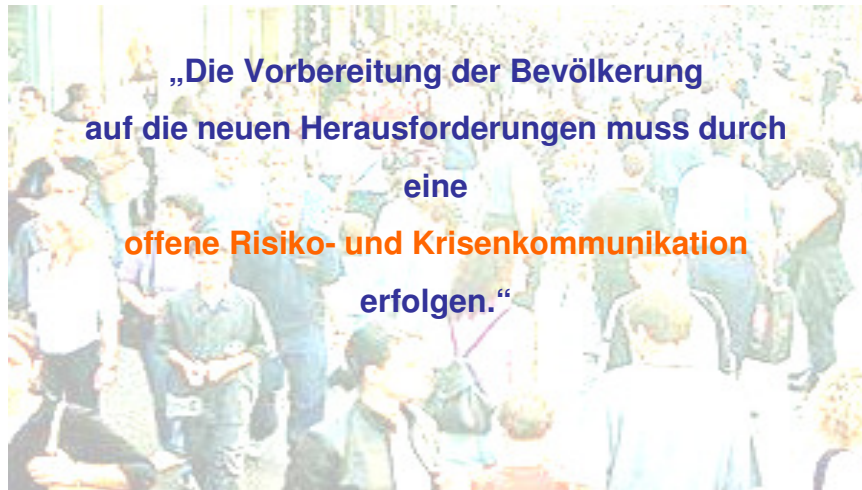 „Die Vorbereitung der Bevölkerung
auf die neuen Herausforderungen muss durch
eine
offene Risiko- und Krisenkommunikation
erfolgen.“